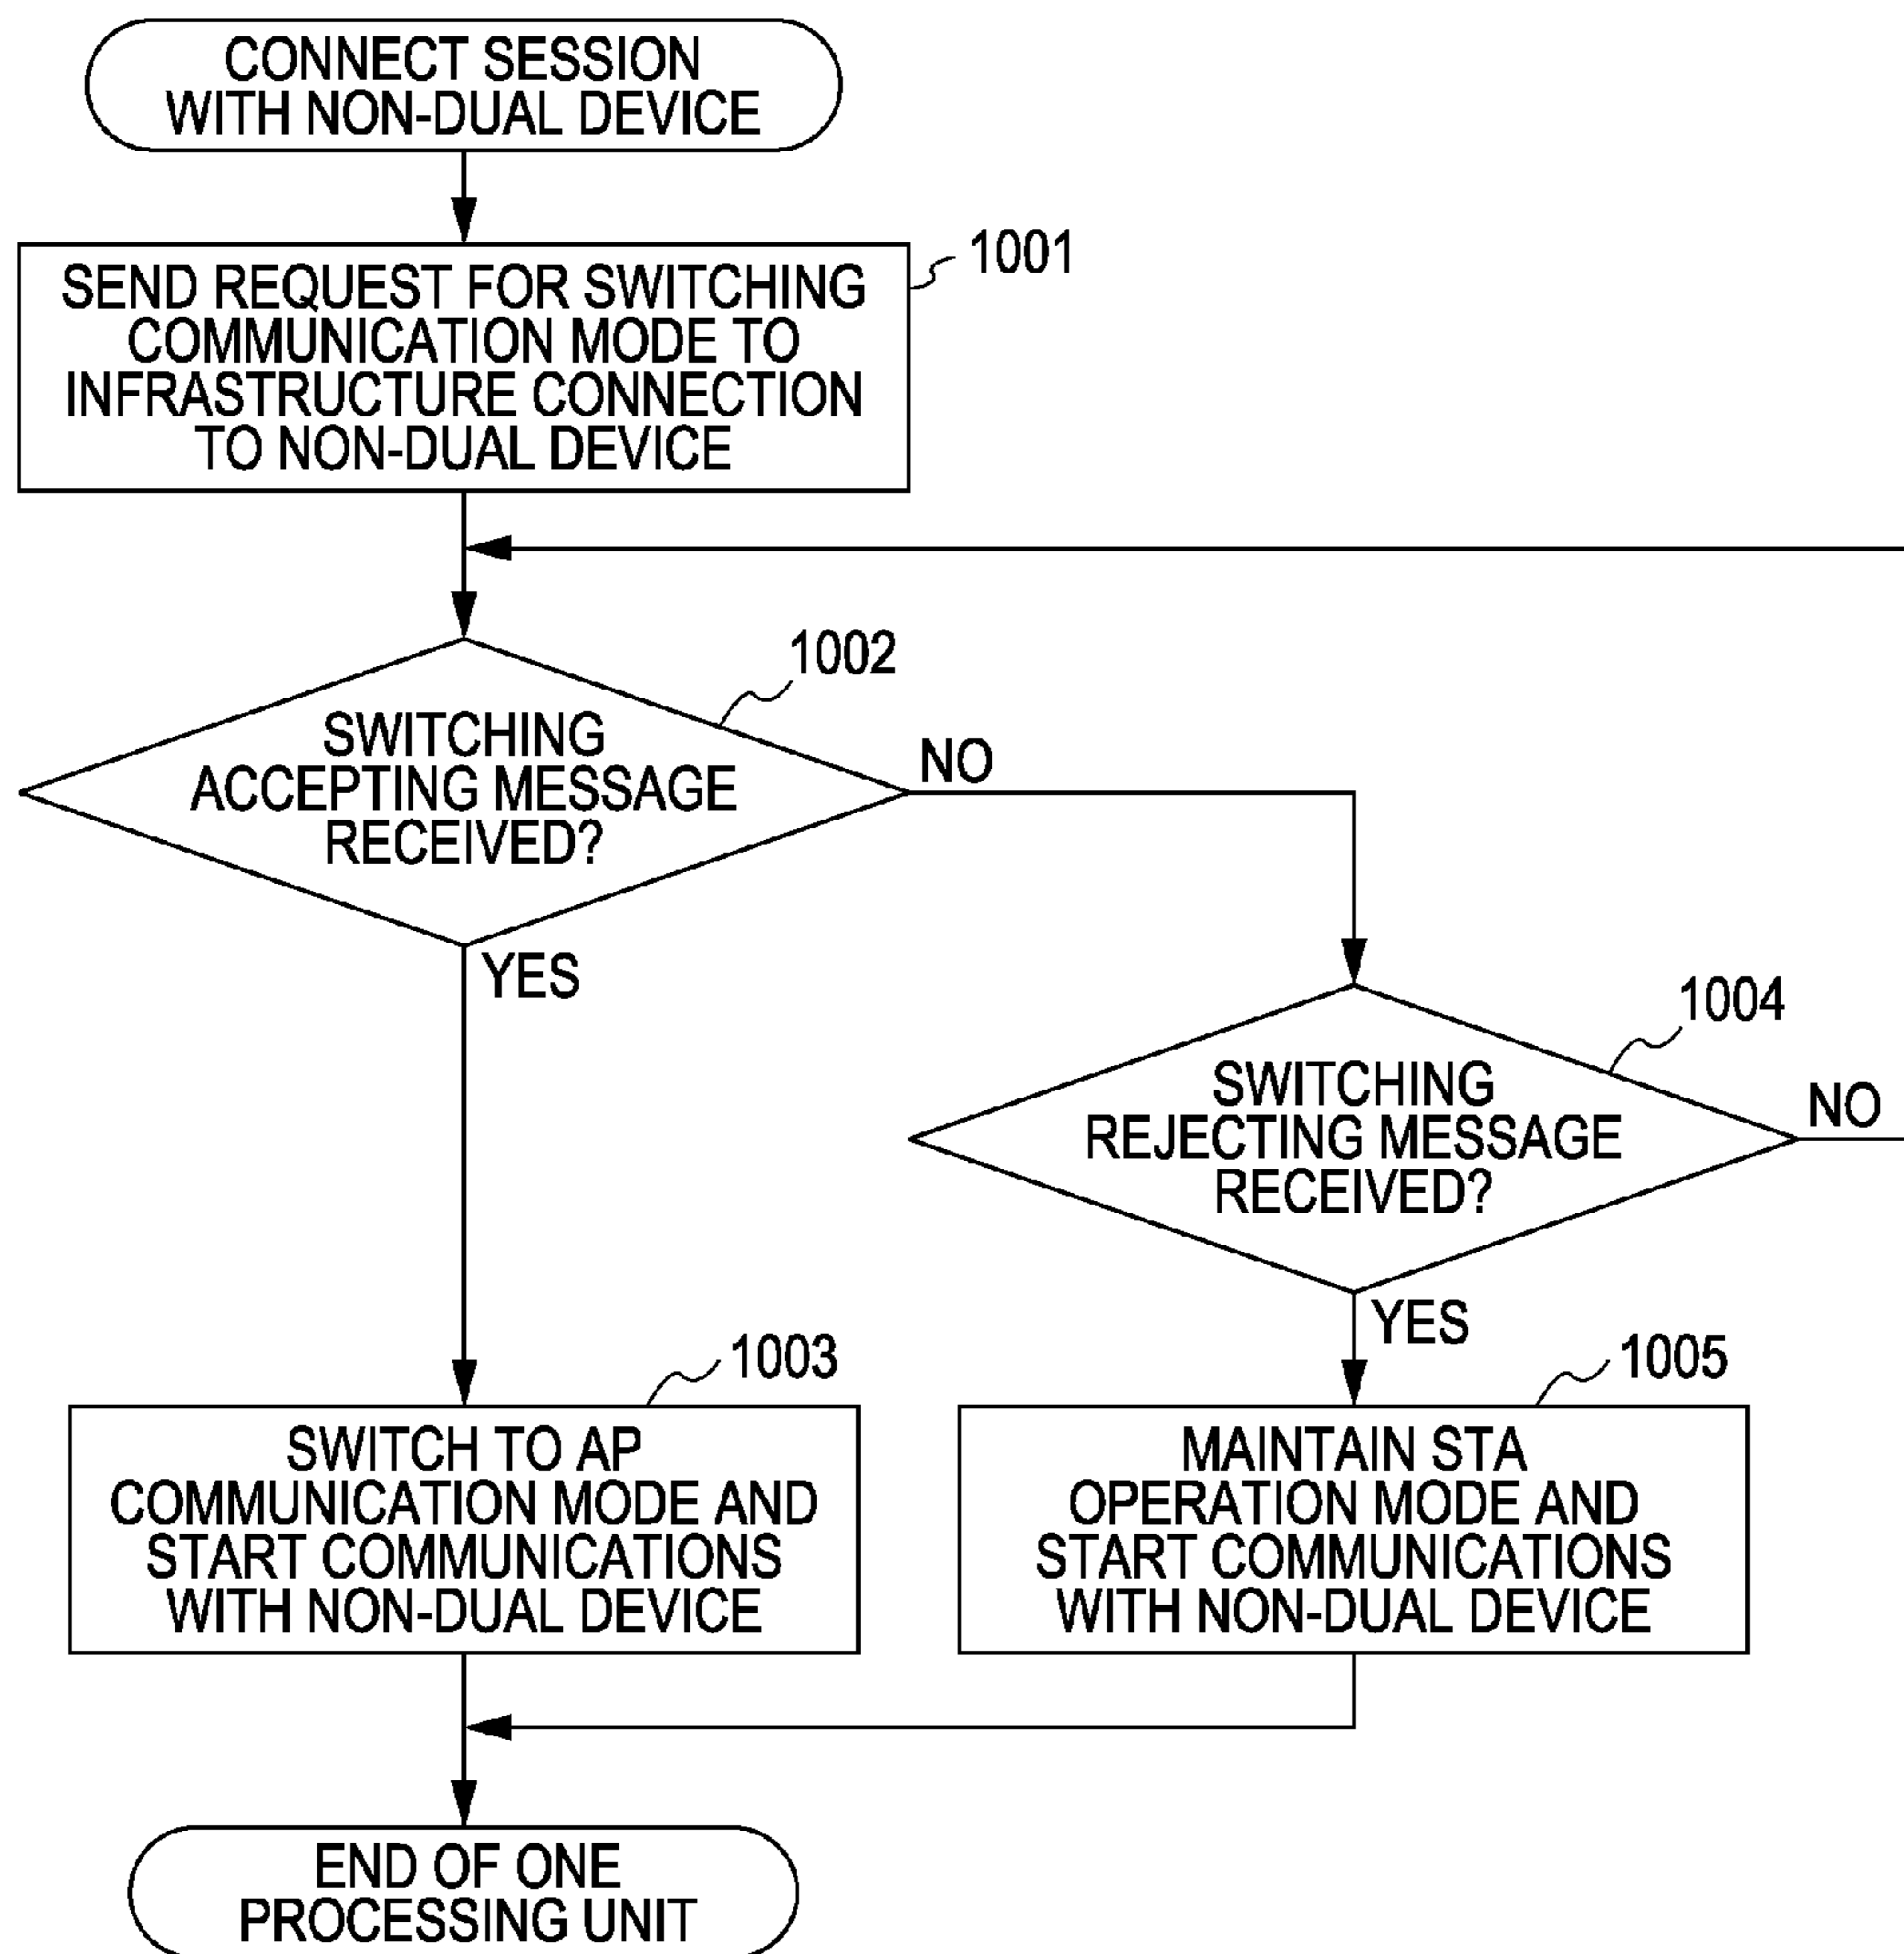 CONNECT SESSION
WITH NON-DUAL DEVICE
1001
SEND REQUEST FOR SWITCHING
COMMUNICATION MODE TO
INFRASTRUCTURE CONNECTION
TO NON-DUAL DEVICE
1002
SWITCHING
ACCEPTING MESSAGE
RECEIVED?
NO
YES
1004
SWITCHING
REJECTING MESSAGE
RECEIVED?
NO
YES
1003
SWITCH TO AP
COMMUNICATION MODE AND
START COMMUNICATIONS
WITH NON-DUAL DEVICE
1005
MAINTAIN STA
OPERATION MODE AND
START COMMUNICATIONS
WITH NON-DUAL DEVICE
END OF ONE
PROCESSING UNIT